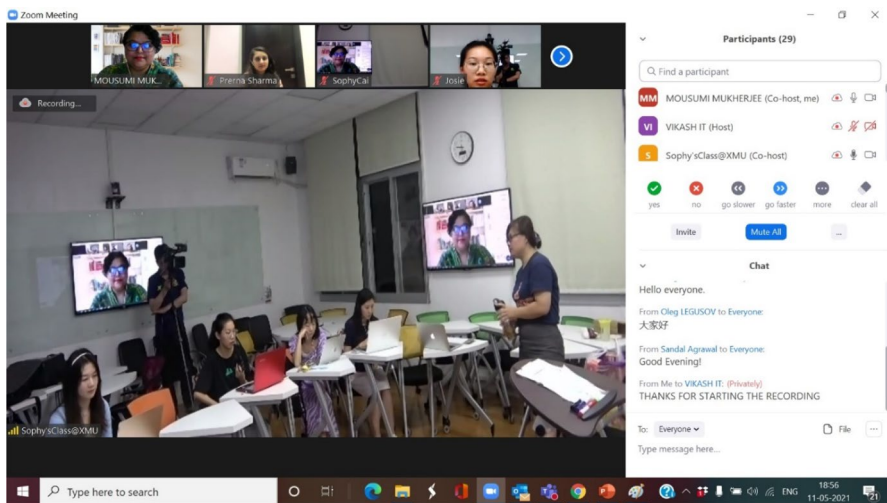 Zoom Meeting
MOUSUMI MUK...
Prerna Sharma
SophyCai
Josie
Recording...
Sophy'sClass@XMU
Participants (29)
Find a participant
MM MOUSUMI MUKHERJEE (Co-host, me)
VI VIKASH IT (Host)
S Sophy'sClass@XMU (Co-host)
yes no go slower go faster more clear all
Invite Mute All ...
Chat
Hello everyone.
From Oleg LEGUSOV to Everyone:
大家好
From Sandal Agrawal to Everyone:
Good Evening!
From Me to VIKASH IT: (Privately)
THANKS FOR STARTING THE RECORDING
To: Everyone File ...
Type message here...
Type here to search
ENG
18:56
11-05-2021
21